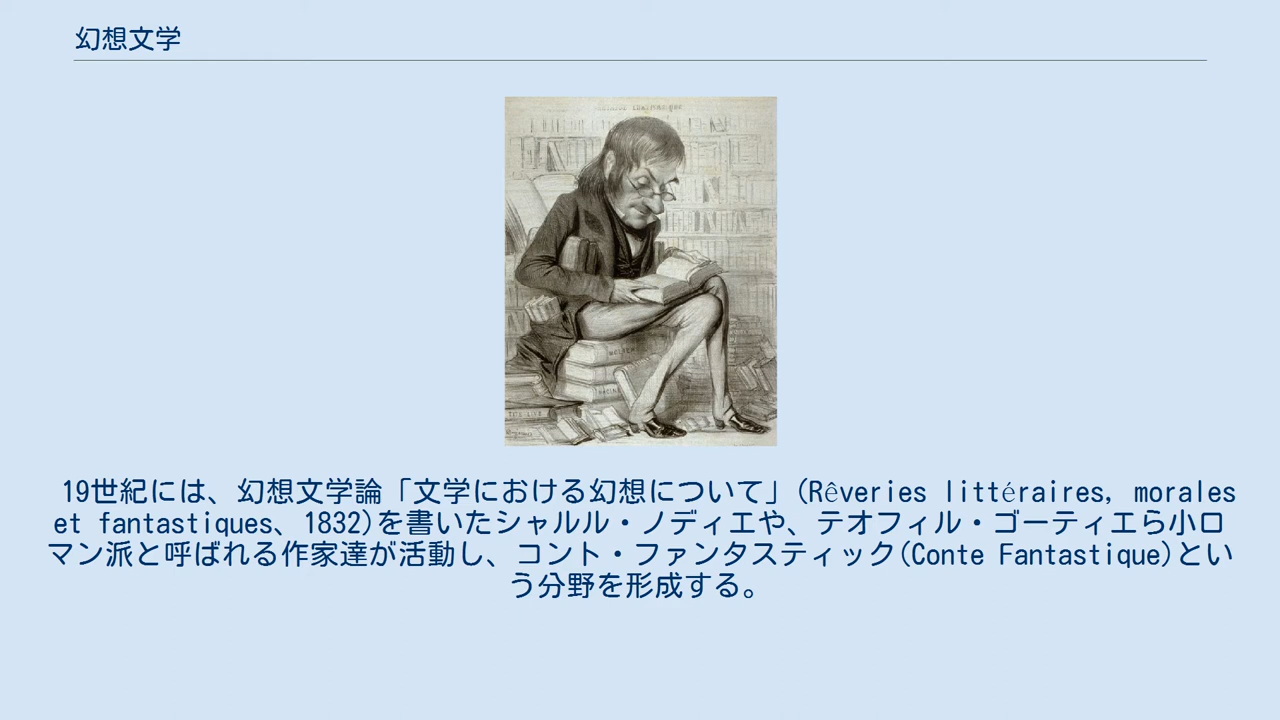 幻想文学
19世紀には、幻想文学論「文学における幻想について」(Rêveries littéraires, morales
et fantastiques、1832)を書いたシャルル・ノディエや、テオフィル・ゴーティエら小ロ
マン派と呼ばれる作家達が活動し、コント・ファンタスティック(Conte Fantastique)とい
う分野を形成する。